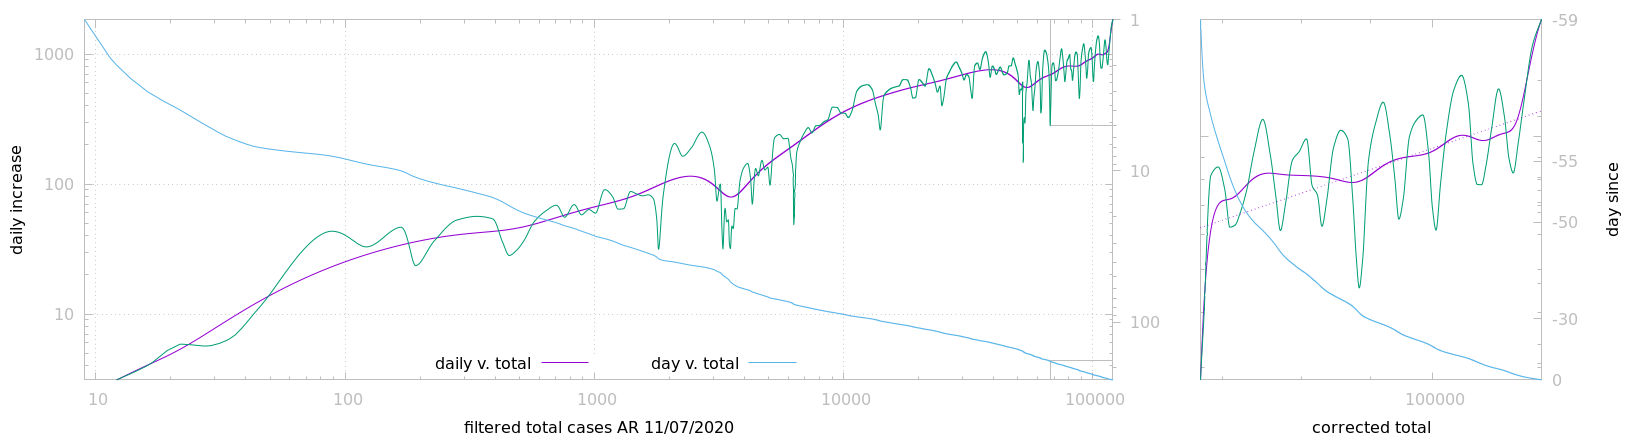 1000
100
10
daily increase
10
100
1000
10000
100000
filtered total cases AR 11/07/2020
daily v. total
day v. total
1
10
100
-59
-55
-50
-30
0
day since
100000
corrected total